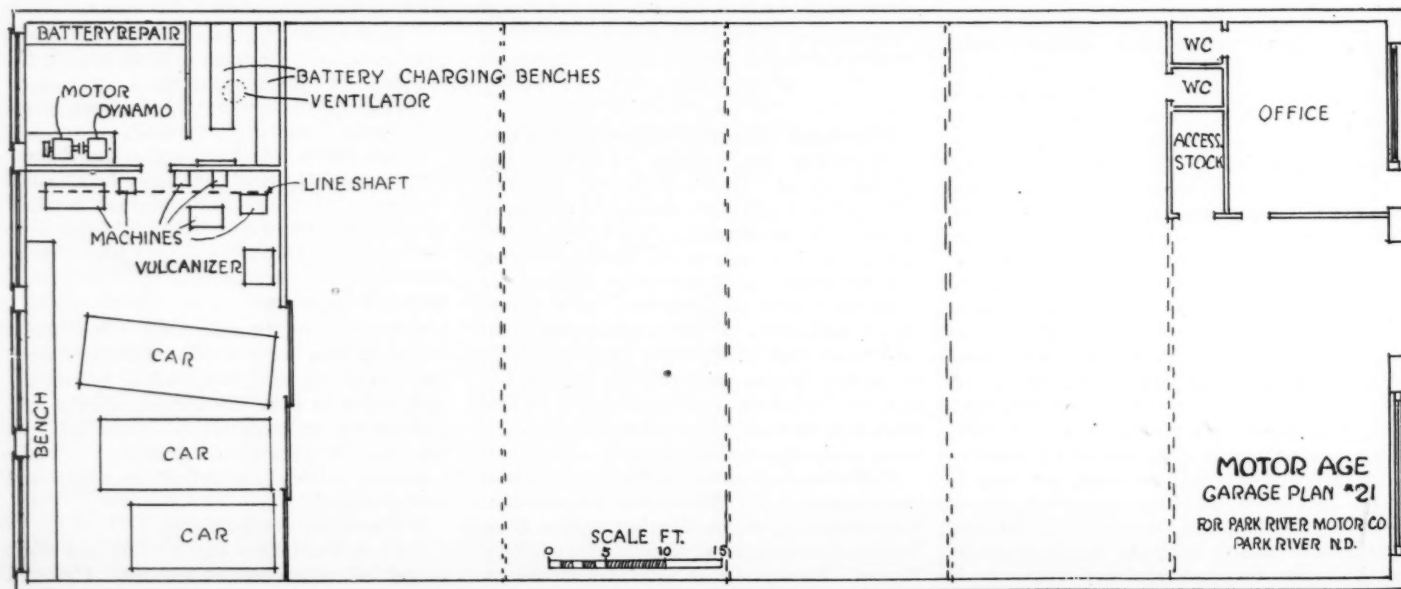 BATTERY REPAIR
BATTERY CHARGING BENCHES
VENTILATOR
MOTOR
DYNAMO
LINE SHAFT
MACHINES
VULCANIZER
BENCH
CAR
CAR
CAR
SCALE FT.
0 5 10 15
WC
WC
ACCESS.
STOCK
OFFICE
MOTOR AGE
GARAGE PLAN #21
FOR PARK RIVER MOTOR CO
PARK RIVER N.D.